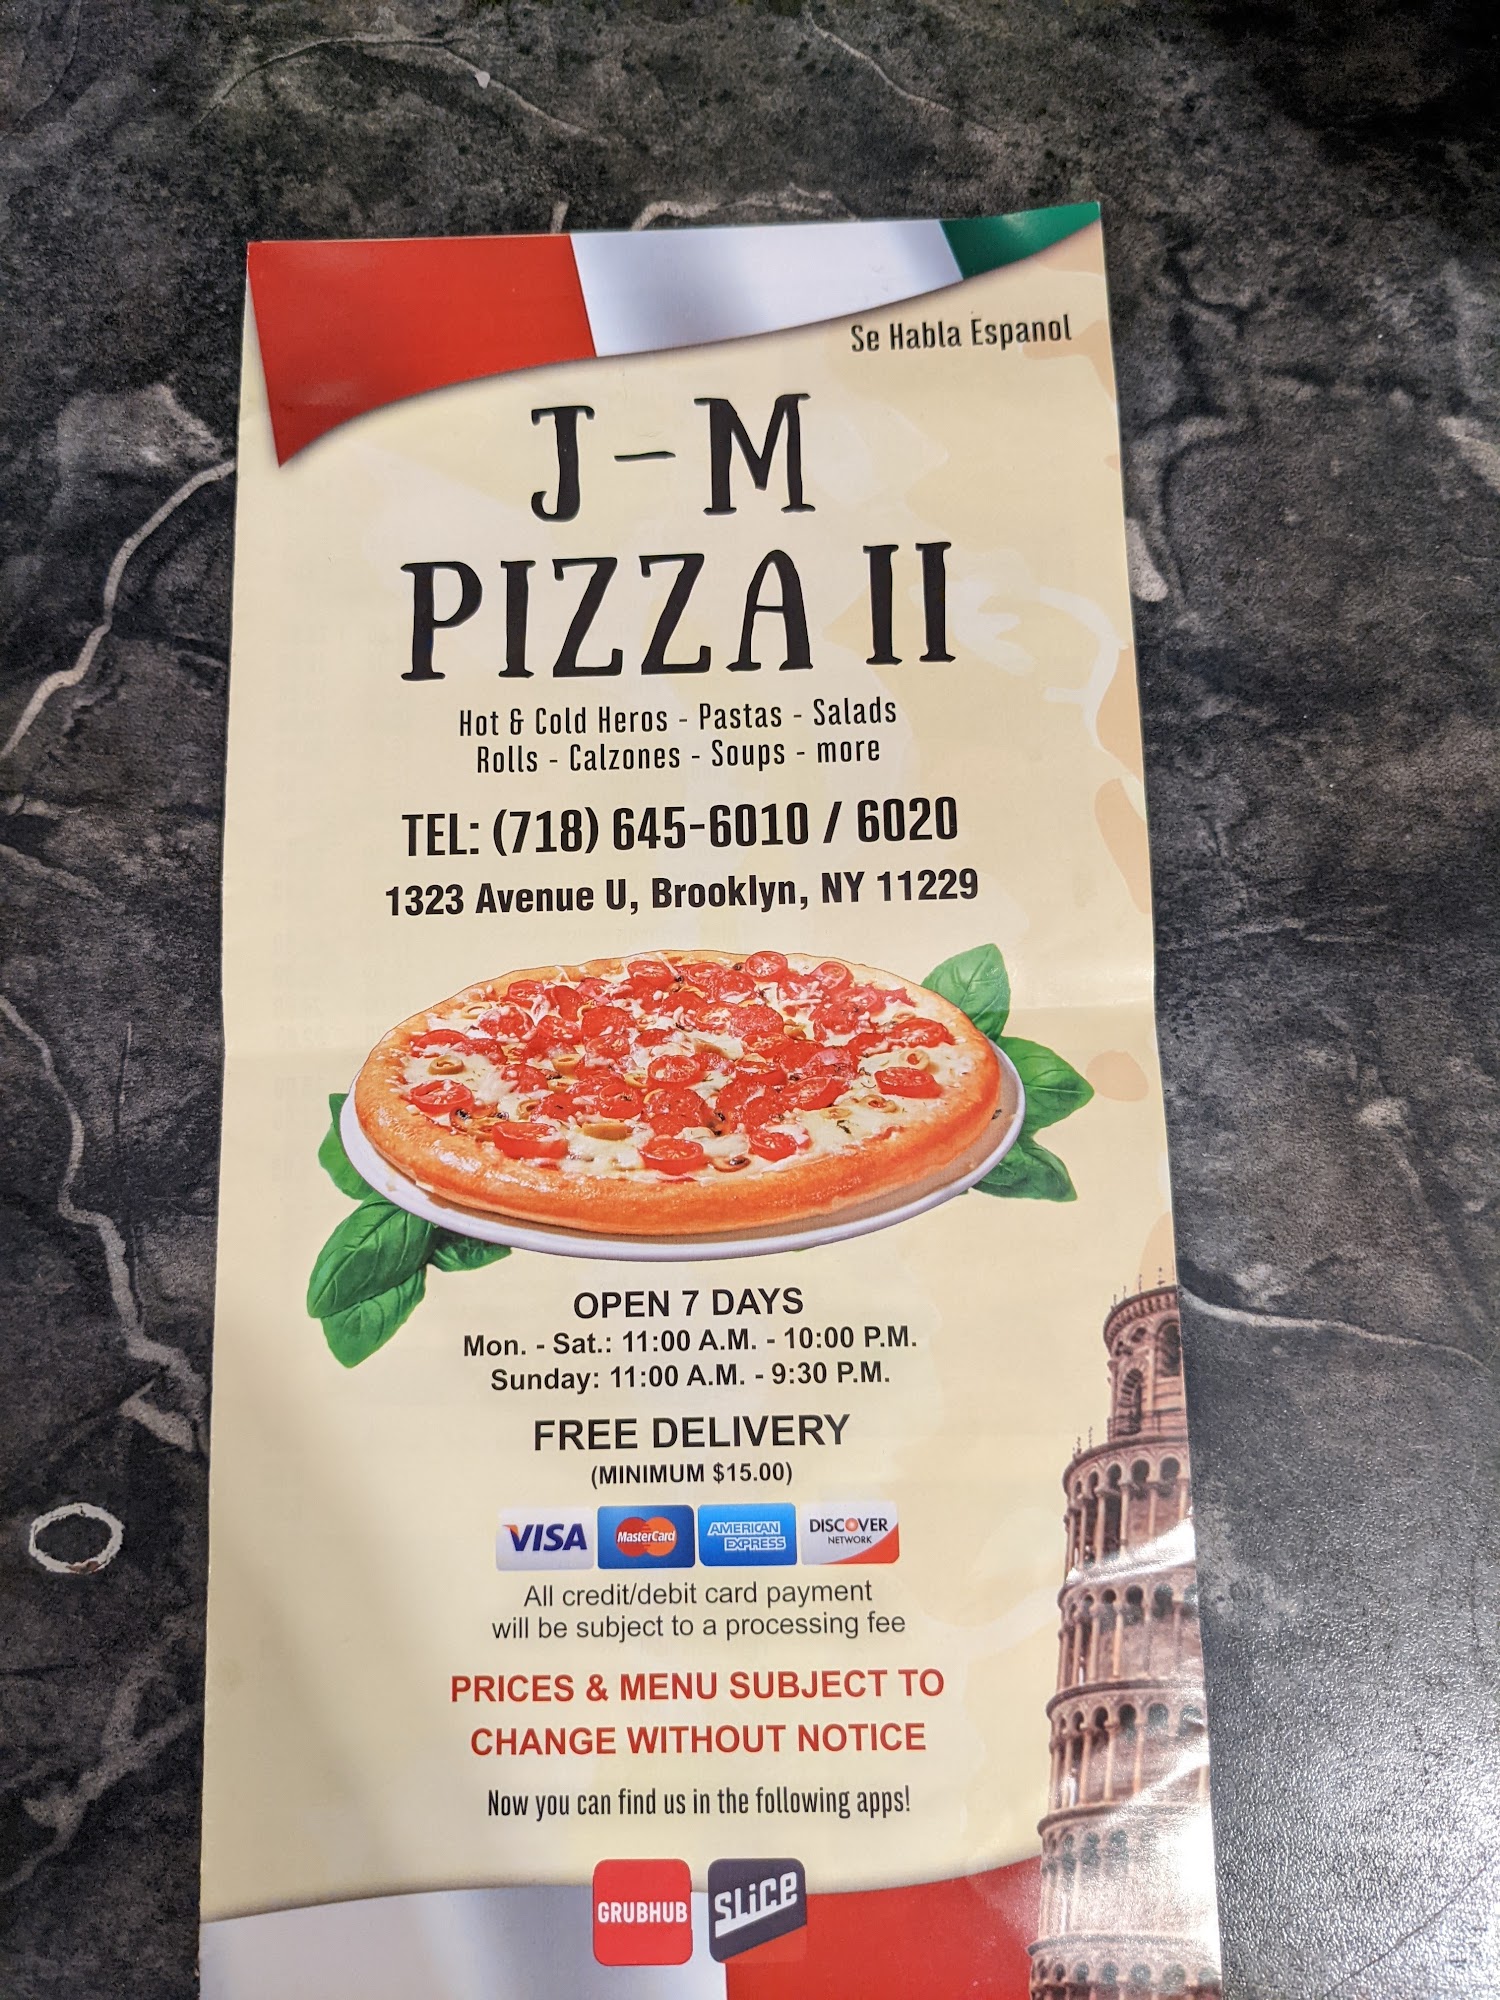 Se Habla Espanol
J-M
PIZZA II
Hot & Cold Heros - Pastas - Salads
Rolls - Calzones - Soups - more
TEL: (718) 645-6010 / 6020
1323 Avenue U, Brooklyn, NY 11229
OPEN 7 DAYS
Mon. - Sat.: 11:00 A.M. - 10:00 P.M.
Sunday: 11:00 A.M. - 9:30 P.M.
FREE DELIVERY
(MINIMUM $15.00)
VISA MasterCard AMERICAN EXPRESS DISCOVER NETWORK
All credit/debit card payment
will be subject to a processing fee
PRICES & MENU SUBJECT TO
CHANGE WITHOUT NOTICE
Now you can find us in the following apps!
GRUBHUB SLiCE